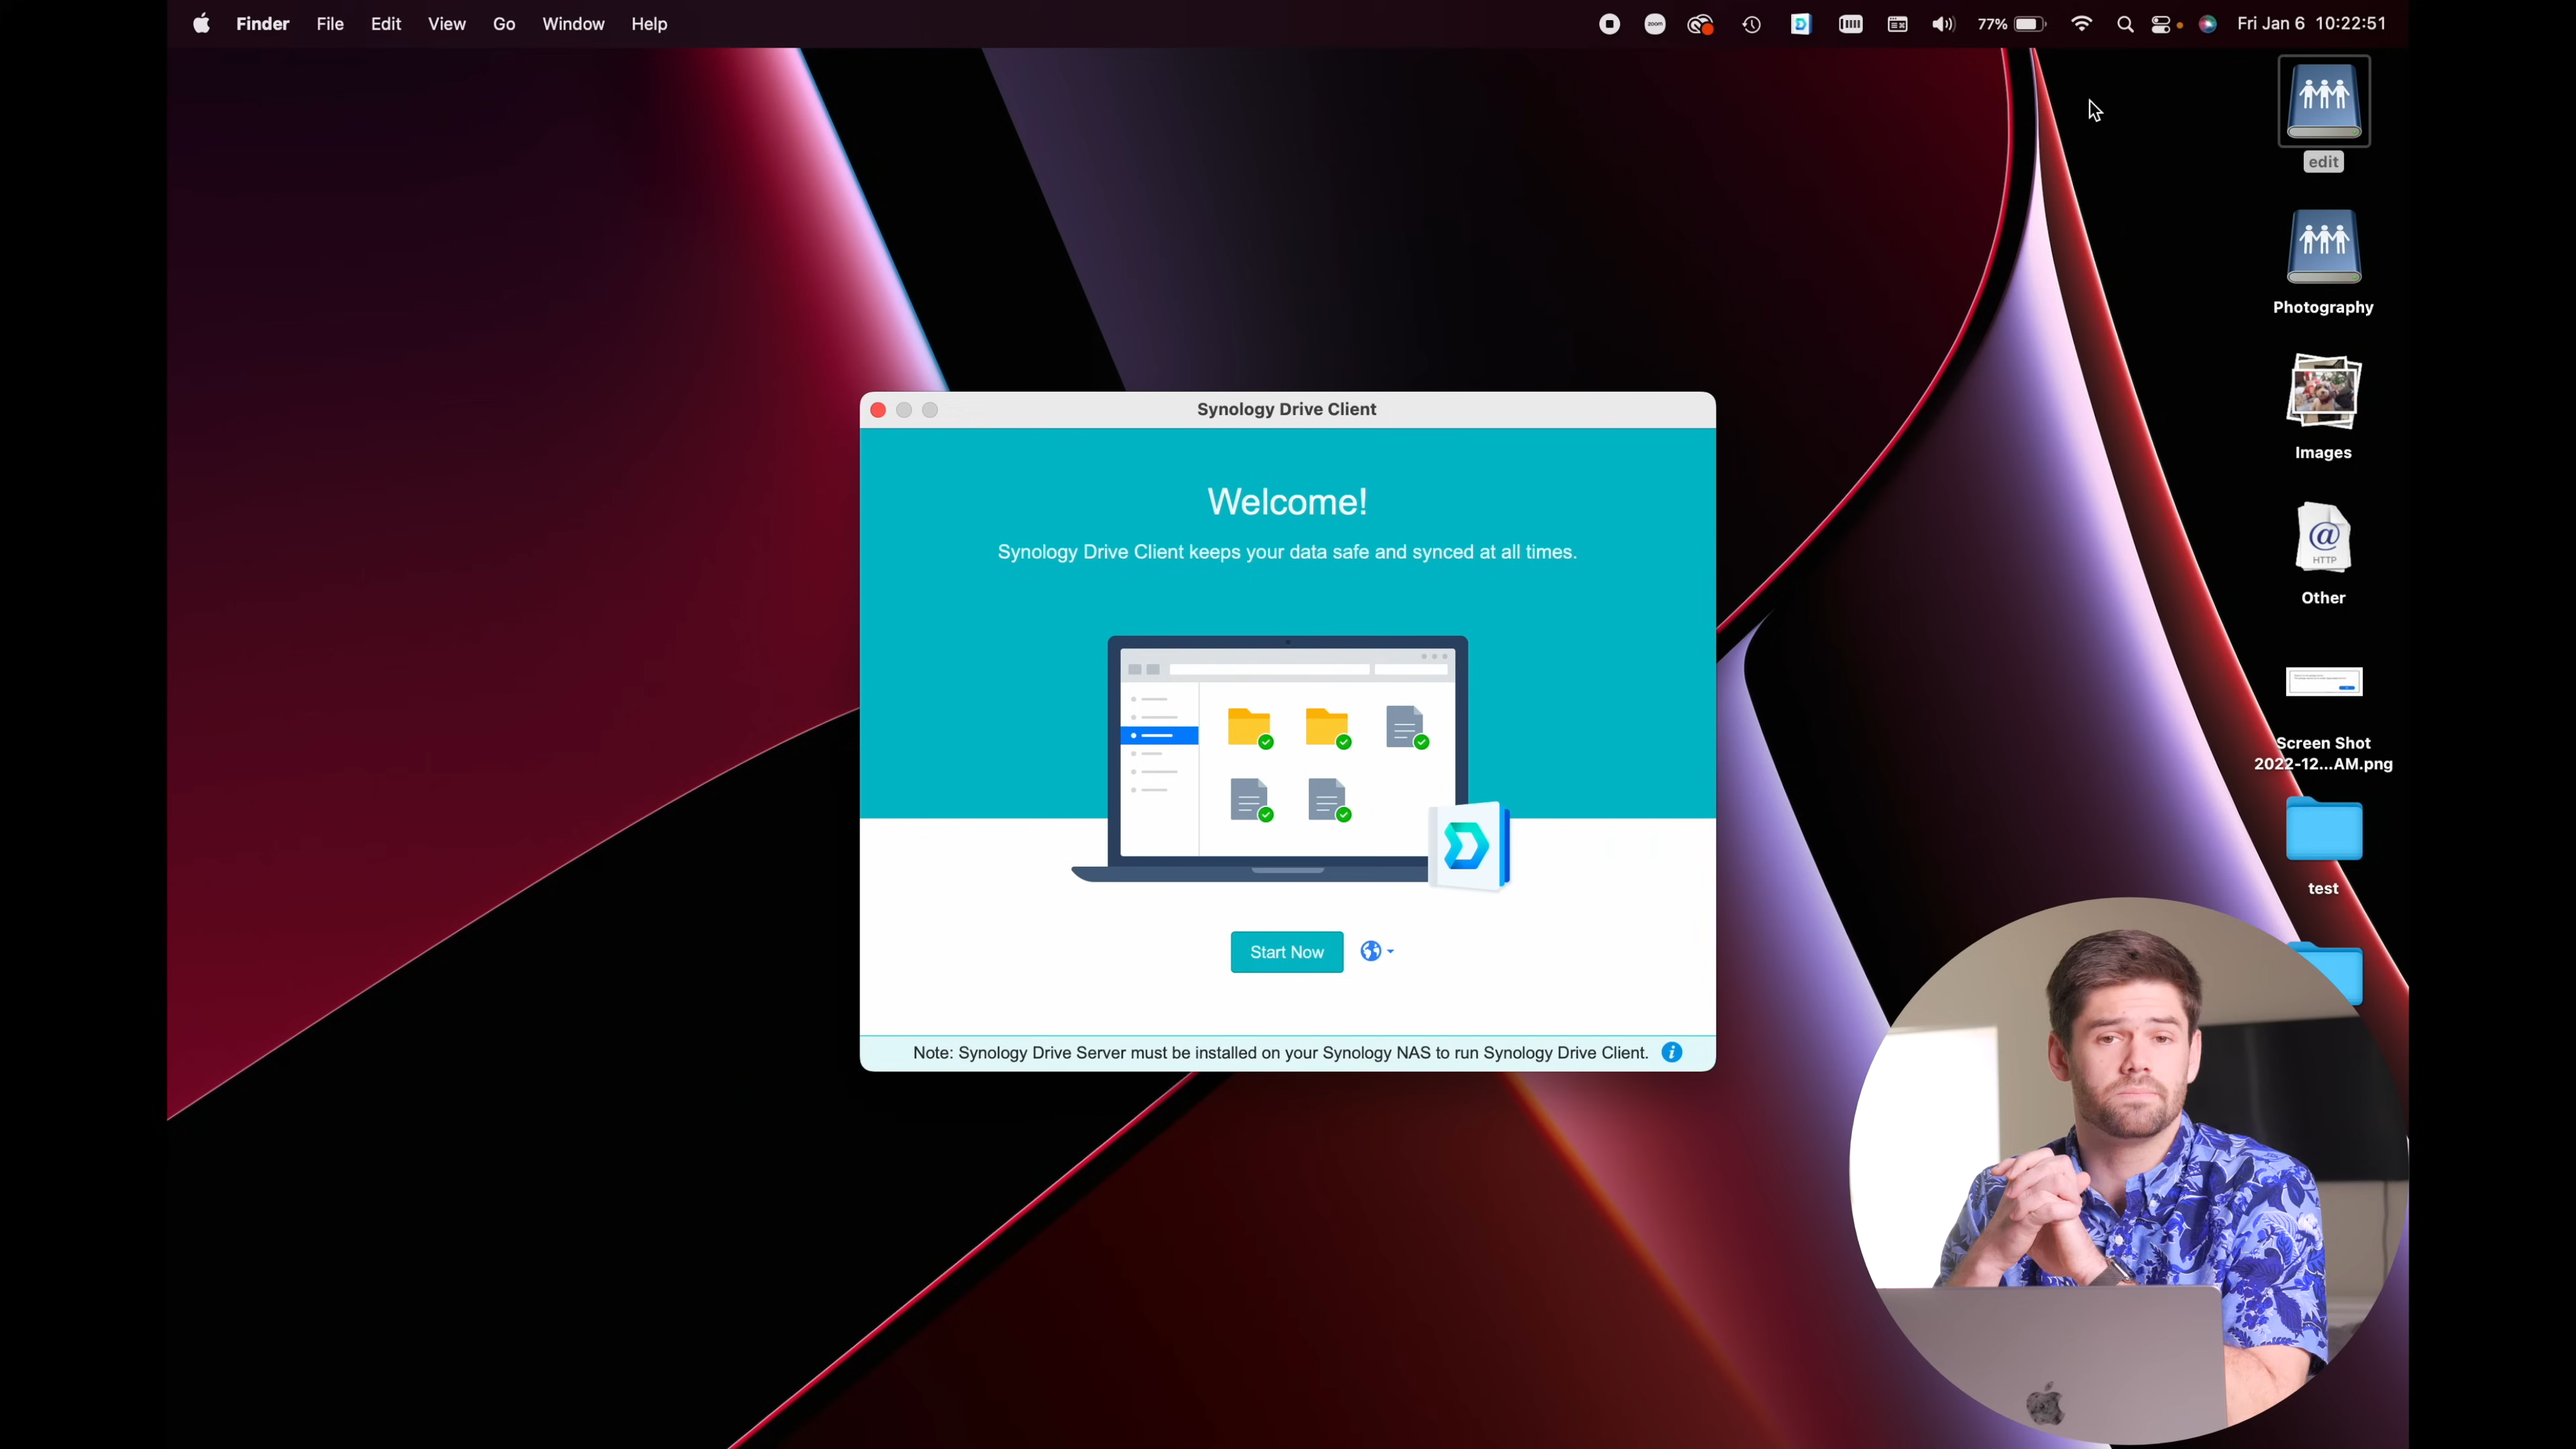 Finder File Edit View Go Window Help
zoom
77%
Fri Jan 6 10:22:51
edit
Photography
Images
@
HTTP
Other
Screen Shot
2022-12...AM.png
test
Synology Drive Client
Welcome!
Synology Drive Client keeps your data safe and synced at all times.
Start Now
Note: Synology Drive Server must be installed on your Synology NAS to run Synology Drive Client.